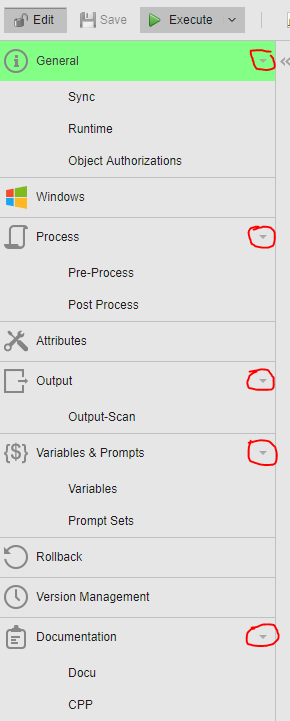 Edit Save Execute
General
Sync
Runtime
Object Authorizations
Windows
Process
Pre-Process
Post Process
Attributes
Output
Output-Scan
{$} Variables & Prompts
Variables
Prompt Sets
Rollback
Version Management
Documentation
Docu
CPP